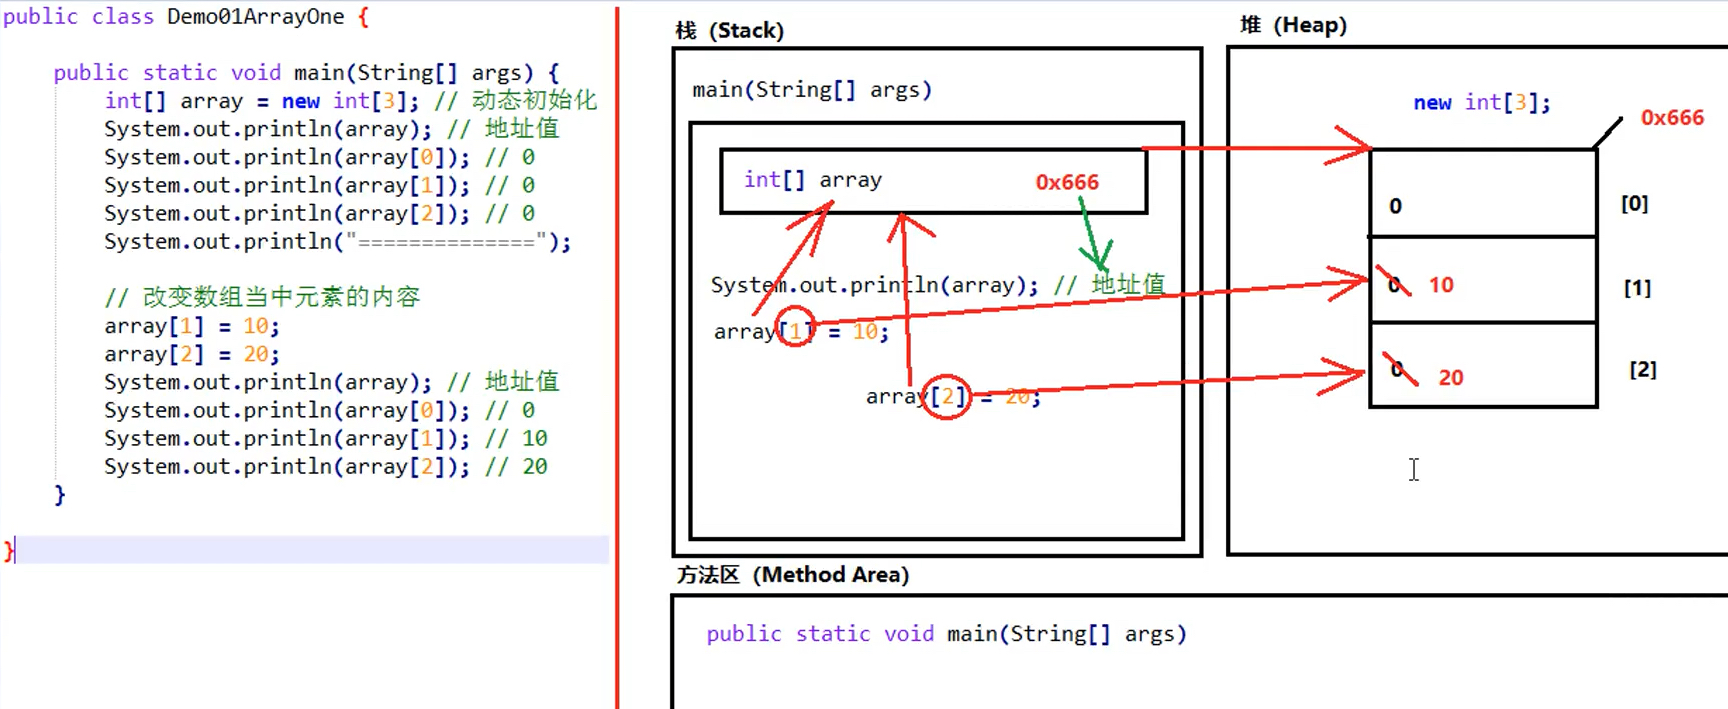 public class Demo01ArrayOne {
public static void main(String[] args) {
int[] array = new int[3]; // 动态初始化
System.out.println(array); // 地址值
System.out.println(array[0]); // 0
System.out.println(array[1]); // 0
System.out.println(array[2]); // 0
System.out.println("==============");
// 改变数组当中元素的内容
array[1] = 10;
array[2] = 20;
System.out.println(array); // 地址值
System.out.println(array[0]); // 0
System.out.println(array[1]); // 10
System.out.println(array[2]); // 20
}
}
栈（Stack）
main(String[] args)
int[] array 0x666
System.out.println(array); // 地址值
array[1] = 10;
array[2] = 20;
堆（Heap）
new int[3];
0x666
0 [0]
0 10 [1]
0 20 [2]
方法区（Method Area）
public static void main(String[] args)